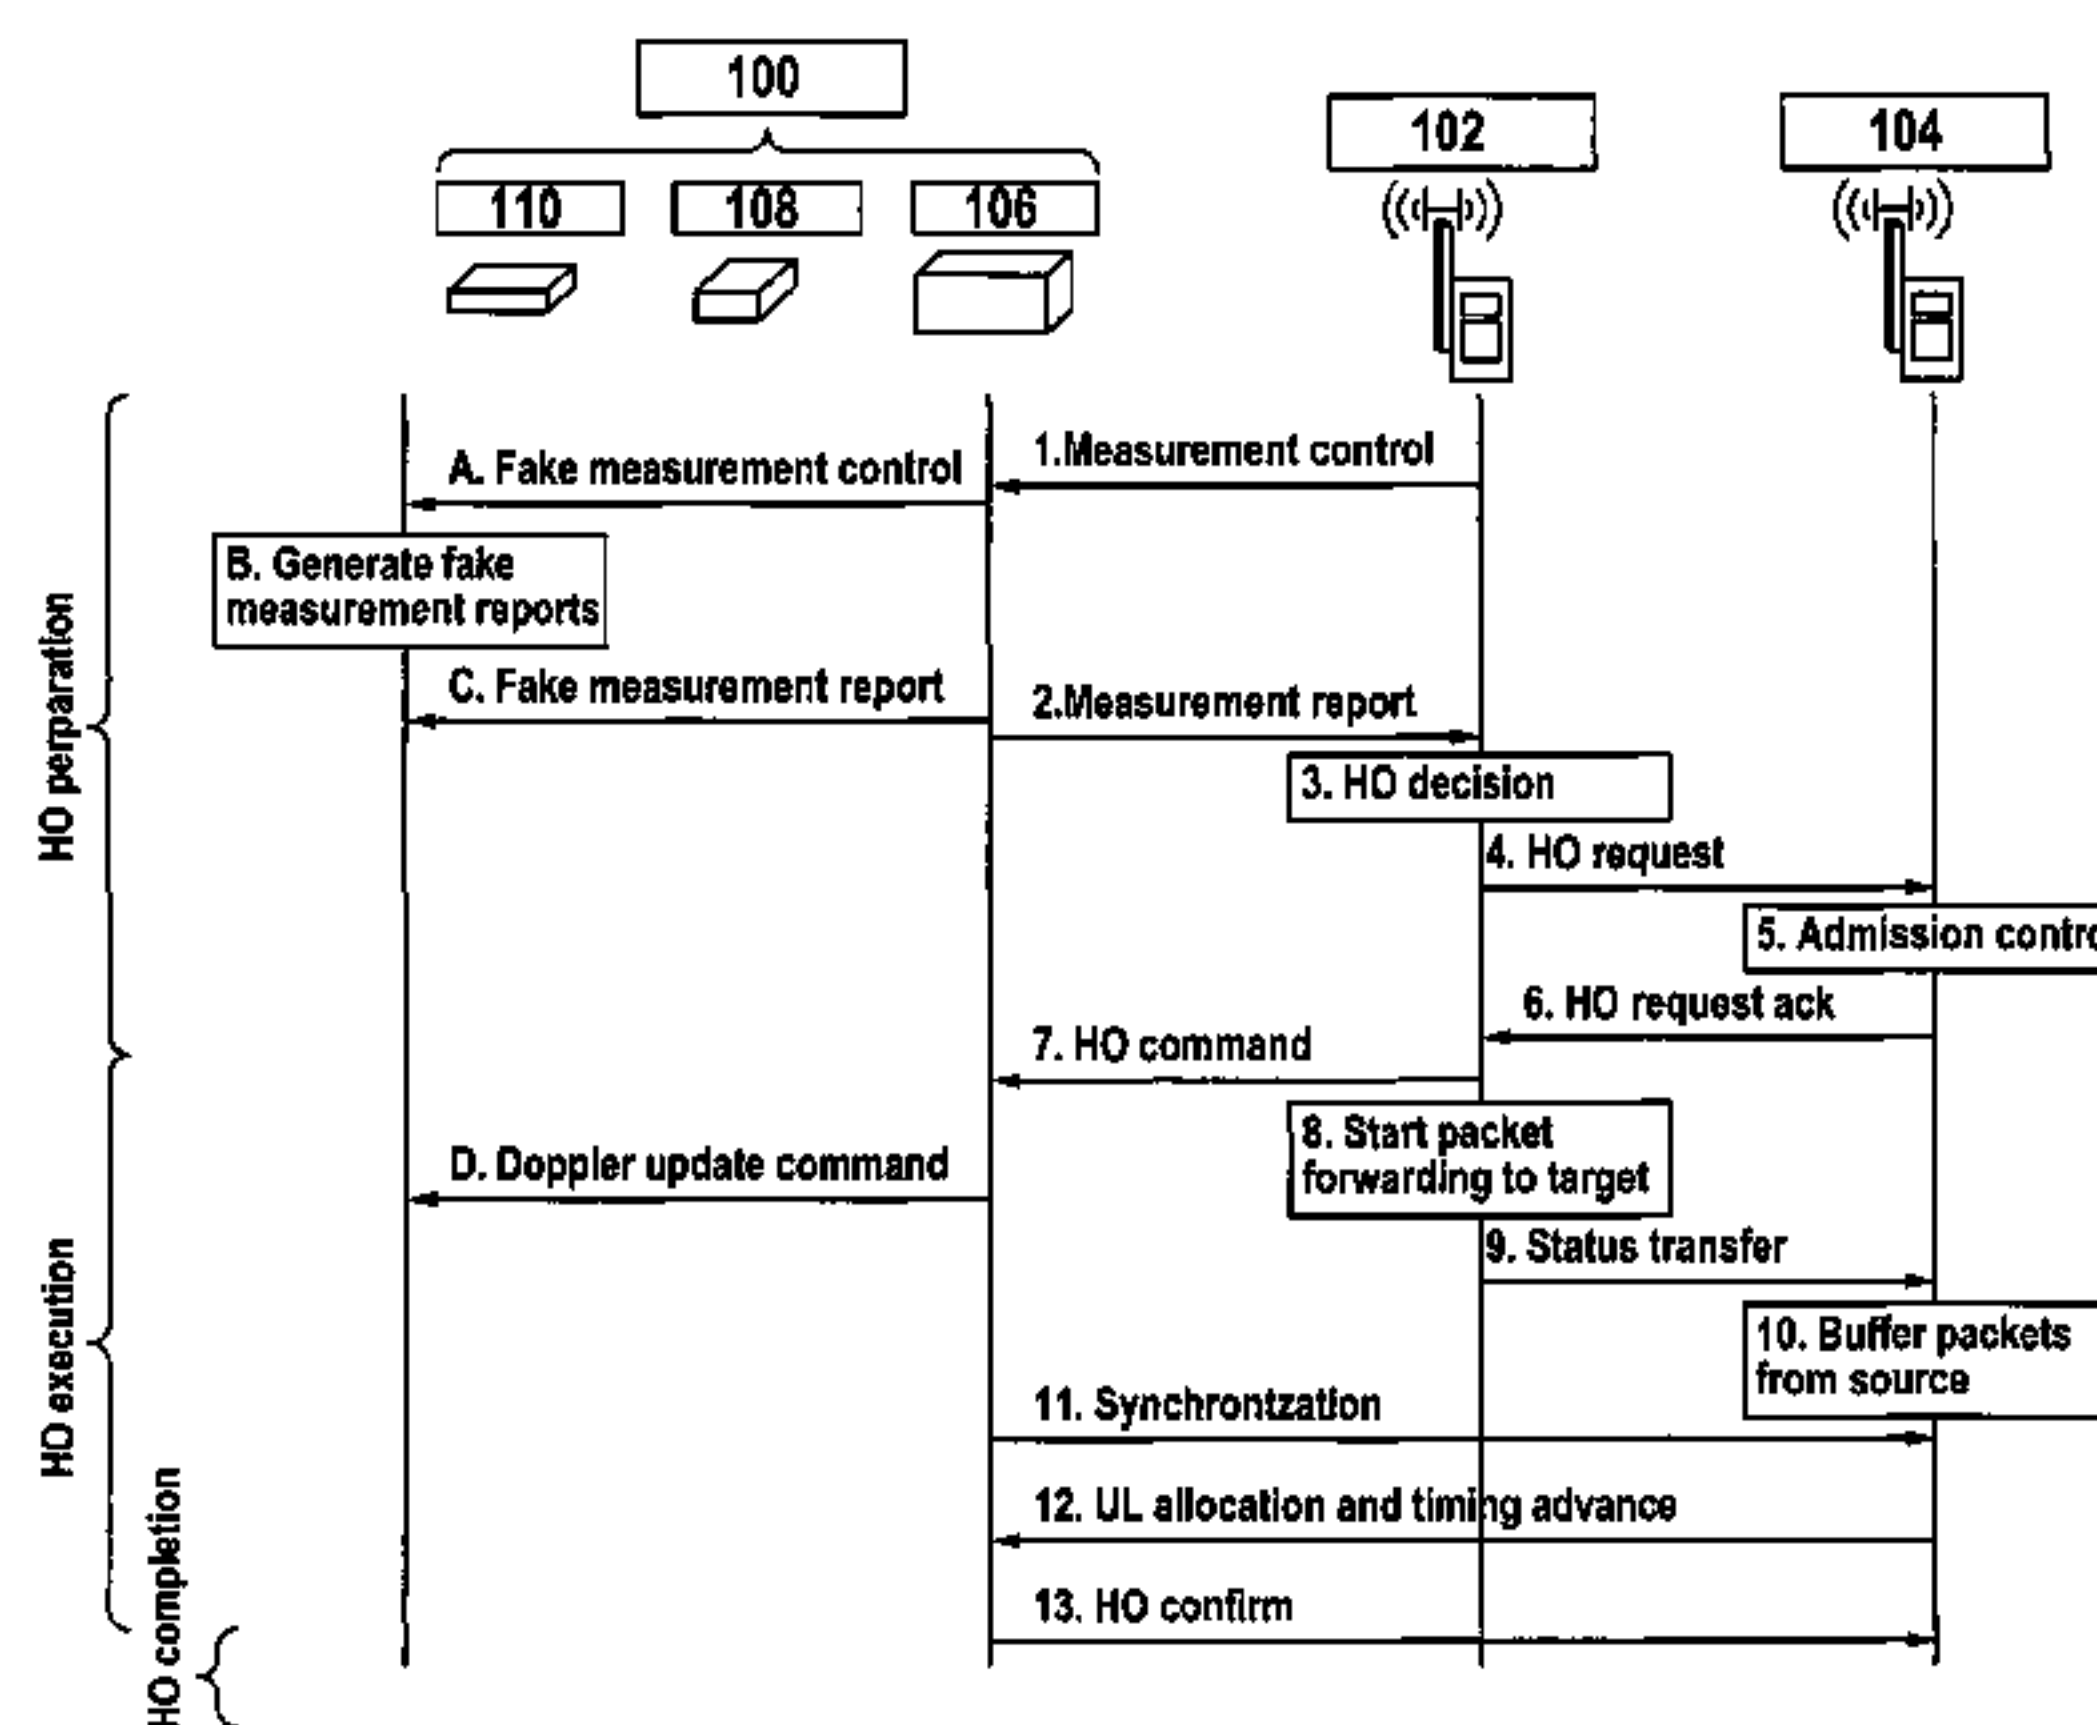 100
102
104
110
108
106
1.Measurement control
A. Fake measurement control
B. Generate fake
measurement reports
C. Fake measurement report
2.Measurement report
3. HO decision
4. HO request
5. Admission contro
6. HO request ack
7. HO command
8. Start packet
forwarding to target
D. Doppler update command
9. Status transfer
10. Buffer packets
from source
11. Synchrontzation
12. UL allocation and timing advance
13. HO confirm
HO perparation
HO execution
HO completion